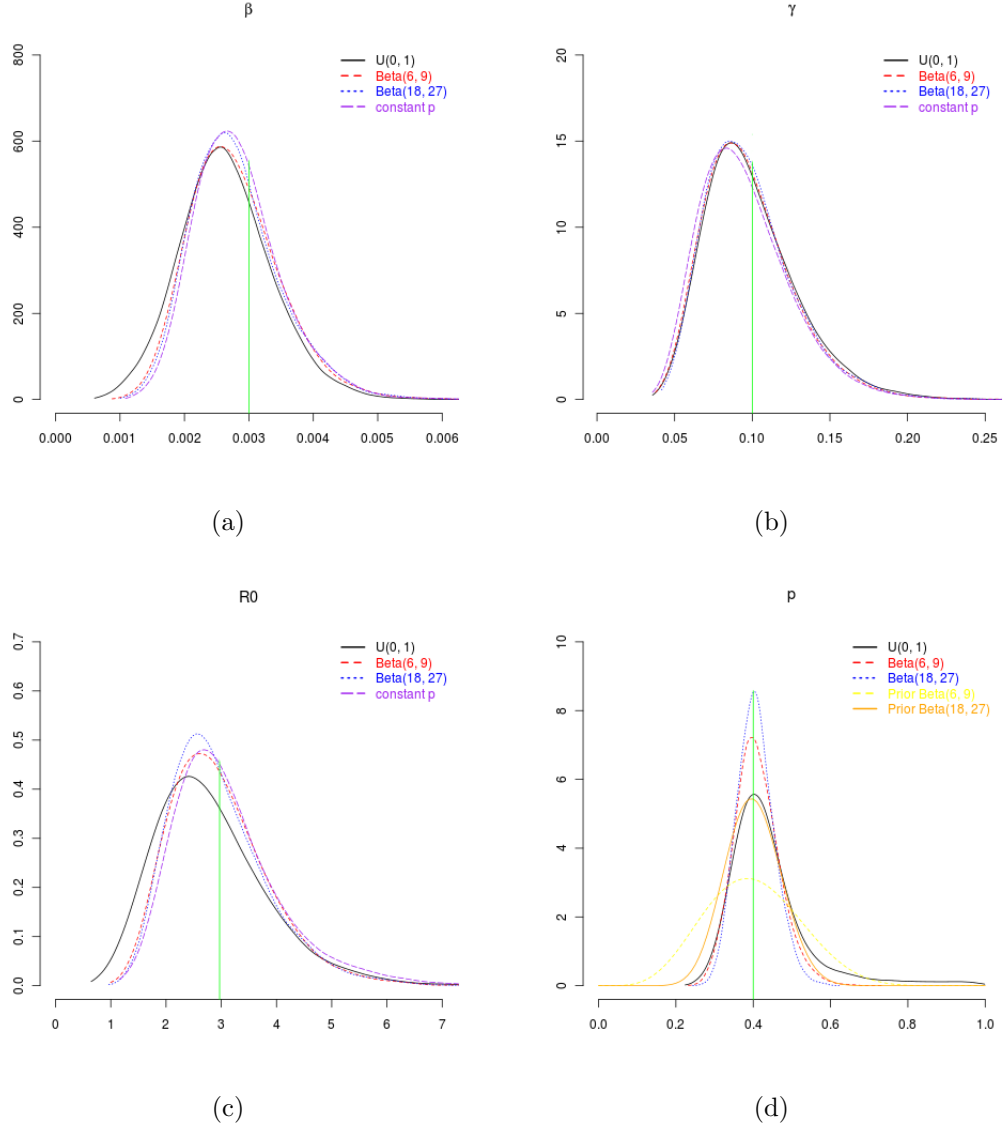 β
800
600
400
200
0
0.000 0.001 0.002 0.003 0.004 0.005 0.006
U(0, 1)
Beta(6, 9)
Beta(18, 27)
constant p
(a)
γ
20
15
10
5
0
0.00 0.05 0.10 0.15 0.20 0.25
U(0, 1)
Beta(6, 9)
Beta(18, 27)
constant p
(b)
R0
0.7
0.6
0.5
0.4
0.3
0.2
0.1
0.0
0 1 2 3 4 5 6 7
U(0, 1)
Beta(6, 9)
Beta(18, 27)
constant p
(c)
p
10
8
6
4
2
0
0.0 0.2 0.4 0.6 0.8 1.0
U(0, 1)
Beta(6, 9)
Beta(18, 27)
Prior Beta(6, 9)
Prior Beta(18, 27)
(d)